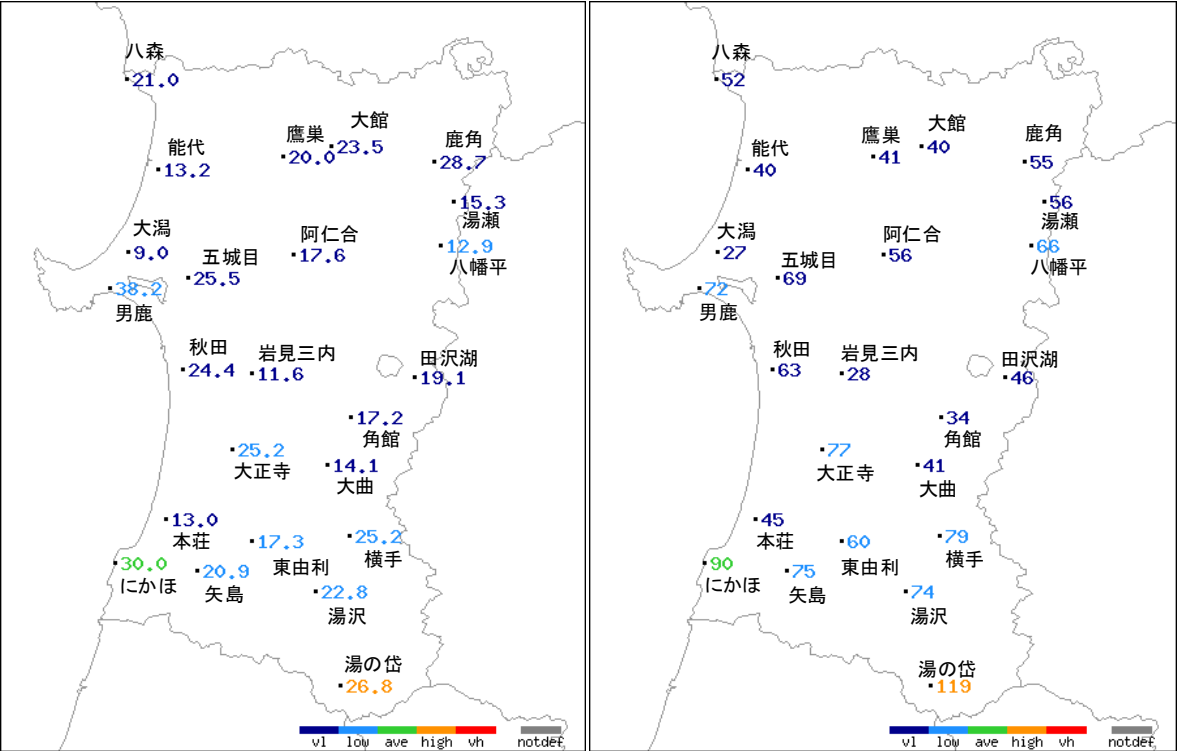 八森
21.0
大館
鷹巣
23.5
20.0
鹿角
28.7
能代
13.2
15.3
湯瀬
大潟
9.0
阿仁合
17.6
12.9
八幡平
五城目
25.5
38.2
男鹿
秋田
24.4
岩見三内
11.6
田沢湖
19.1
17.2
角館
25.2
大正寺
14.1
大曲
13.0
本荘
17.3
東由利
25.2
横手
30.0
にかほ
20.9
矢島
22.8
湯沢
湯の岱
26.8
vl low ave high vh notdef
八森
52
大館
鷹巣
40
41
鹿角
55
能代
40
56
湯瀬
大潟
27
阿仁合
56
66
八幡平
五城目
69
72
男鹿
秋田
63
岩見三内
28
田沢湖
46
34
角館
77
大正寺
41
大曲
45
本荘
60
東由利
79
横手
90
にかほ
75
矢島
74
湯沢
湯の岱
119
vl low ave high vh notdef